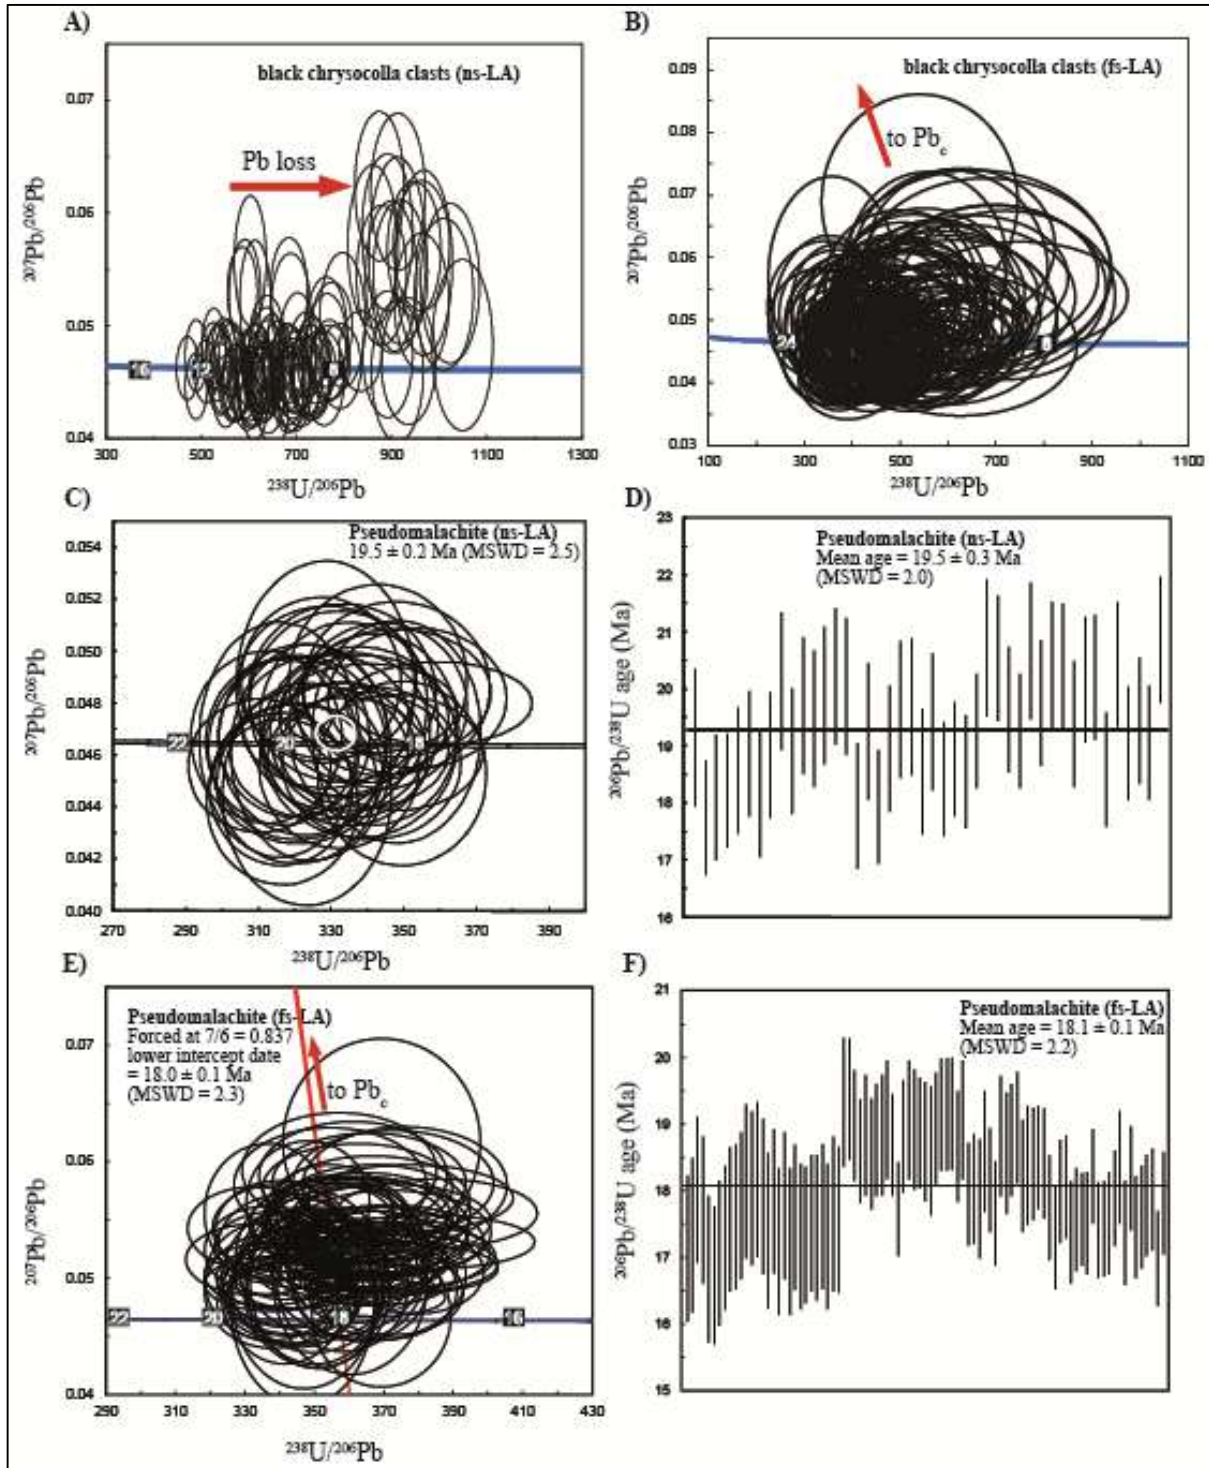 A)
black chrysocolla clasts (ns-LA)
Pb loss
0.07
0.06
0.05
0.04
²⁰⁷Pb/²⁰⁶Pb
16
12
8
300
500
700
900
1100
1300
²³⁸U/²⁰⁶Pb
B)
black chrysocolla clasts (fs-LA)
to Pbc
0.09
0.08
0.07
0.06
0.05
0.04
0.03
²⁰⁷Pb/²⁰⁶Pb
24
8
100
300
500
700
900
1100
²³⁸U/²⁰⁶Pb
C)
Pseudomalachite (ns-LA)
19.5 ± 0.2 Ma (MSWD = 2.5)
0.054
0.052
0.050
0.048
0.046
0.044
0.042
0.040
²⁰⁷Pb/²⁰⁶Pb
22
20
18
270
290
310
330
350
370
390
²³⁸U/²⁰⁶Pb
D)
Pseudomalachite (ns-LA)
Mean age = 19.5 ± 0.3 Ma
(MSWD = 2.0)
23
22
21
20
19
18
17
16
²⁰⁶Pb/²³⁸U age (Ma)
E)
Pseudomalachite (fs-LA)
Forced at 7/6 = 0.837
lower intercept date
= 18.0 ± 0.1 Ma
(MSWD = 2.3)
to Pbc
0.07
0.06
0.05
0.04
²⁰⁷Pb/²⁰⁶Pb
22
20
18
16
290
310
330
350
370
390
410
430
²³⁸U/²⁰⁶Pb
F)
Pseudomalachite (fs-LA)
Mean age = 18.1 ± 0.1 Ma
(MSWD = 2.2)
21
20
19
18
17
16
15
²⁰⁶Pb/²³⁸U age (Ma)